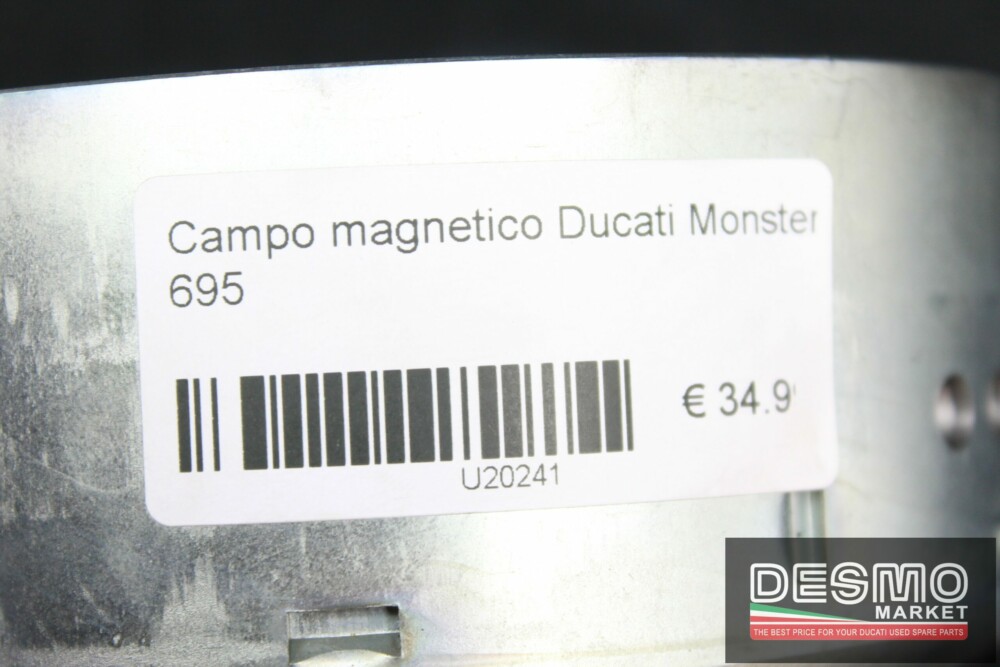 Campo magnetico Ducati Monster
695
€ 34.9
U20241
DESMO
MARKET
THE BEST PRICE FOR YOUR DUCATI USED SPARE PARTS